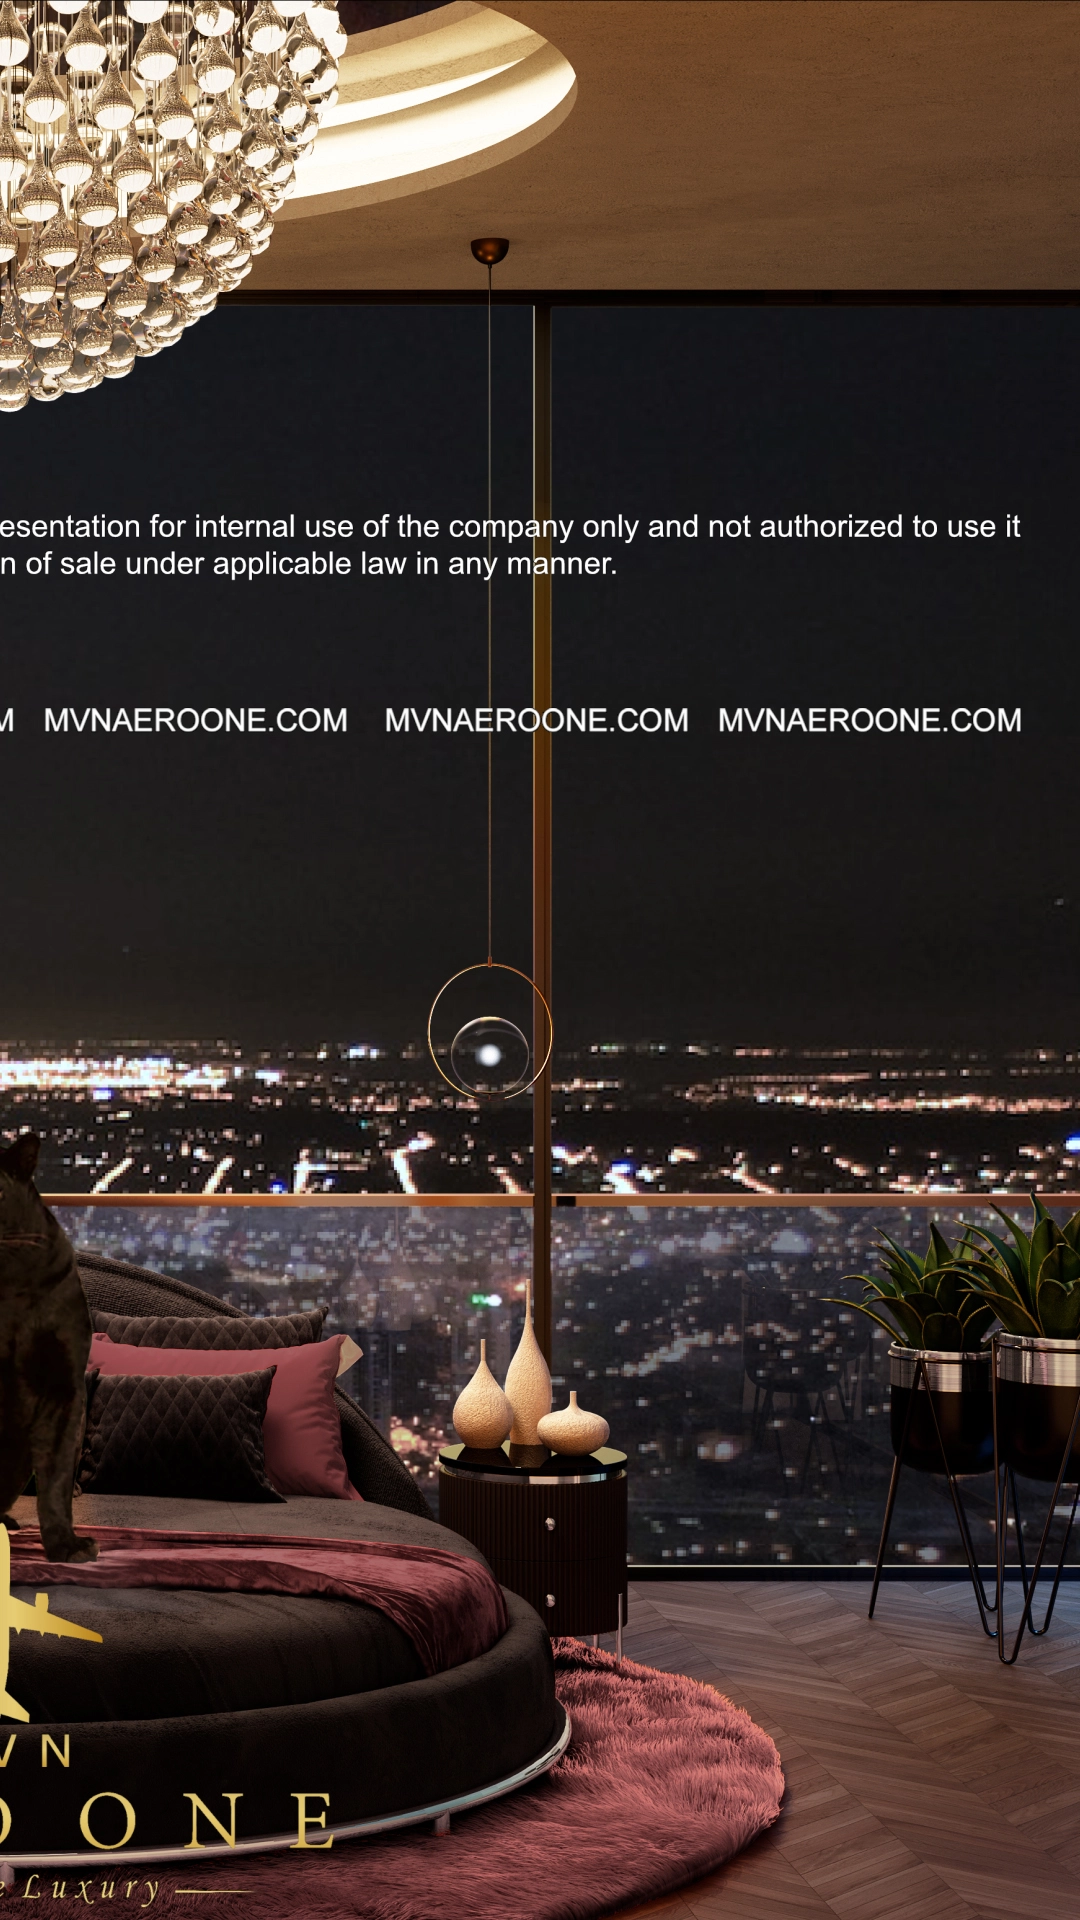 esentation for internal use of the company only and not authorized to use it
n of sale under applicable law in any manner.
M MVNAEROONE.COM MVNAEROONE.COM MVNAEROONE.COM
VN
O ONE
e Luxury